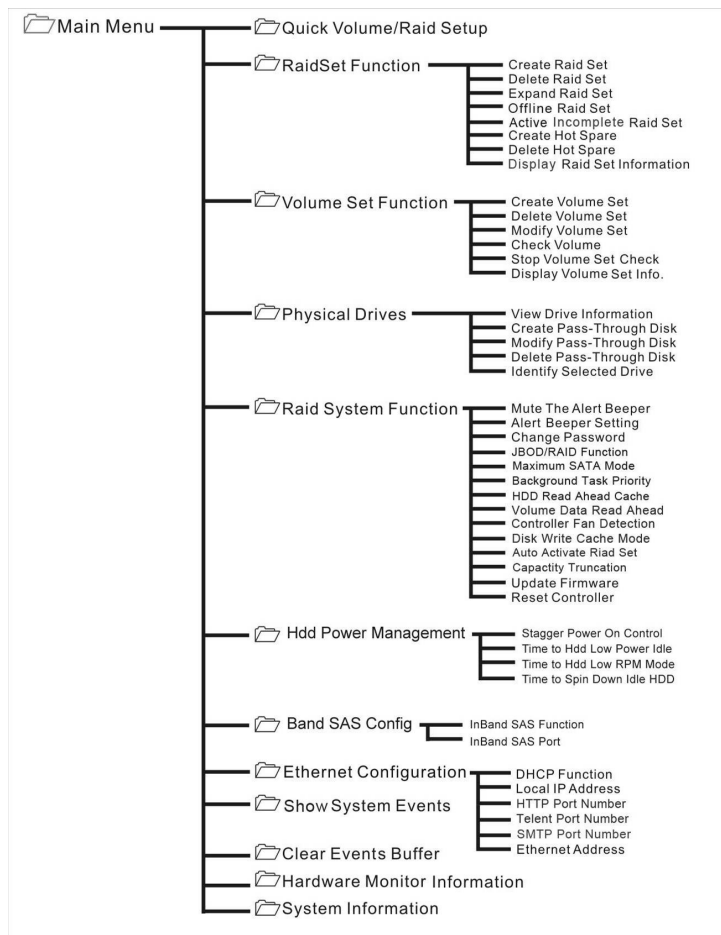 Main Menu
Quick Volume/Raid Setup
RaidSet Function
Create Raid Set
Delete Raid Set
Expand Raid Set
Offline Raid Set
Active Incomplete Raid Set
Create Hot Spare
Delete Hot Spare
Display Raid Set Information
Volume Set Function
Create Volume Set
Delete Volume Set
Modify Volume Set
Check Volume
Stop Volume Set Check
Display Volume Set Info.
Physical Drives
View Drive Information
Create Pass-Through Disk
Modify Pass-Through Disk
Delete Pass-Through Disk
Identify Selected Drive
Raid System Function
Mute The Alert Beeper
Alert Beeper Setting
Change Password
JBOD/RAID Function
Maximum SATA Mode
Background Task Priority
HDD Read Ahead Cache
Volume Data Read Ahead
Controller Fan Detection
Disk Write Cache Mode
Auto Activate Riad Set
Capactity Truncation
Update Firmware
Reset Controller
Hdd Power Management
Stagger Power On Control
Time to Hdd Low Power Idle
Time to Hdd Low RPM Mode
Time to Spin Down Idle HDD
Band SAS Config
InBand SAS Function
InBand SAS Port
Ethernet Configuration
DHCP Function
Local IP Address
HTTP Port Number
Telent Port Number
SMTP Port Number
Ethernet Address
Show System Events
Clear Events Buffer
Hardware Monitor Information
System Information